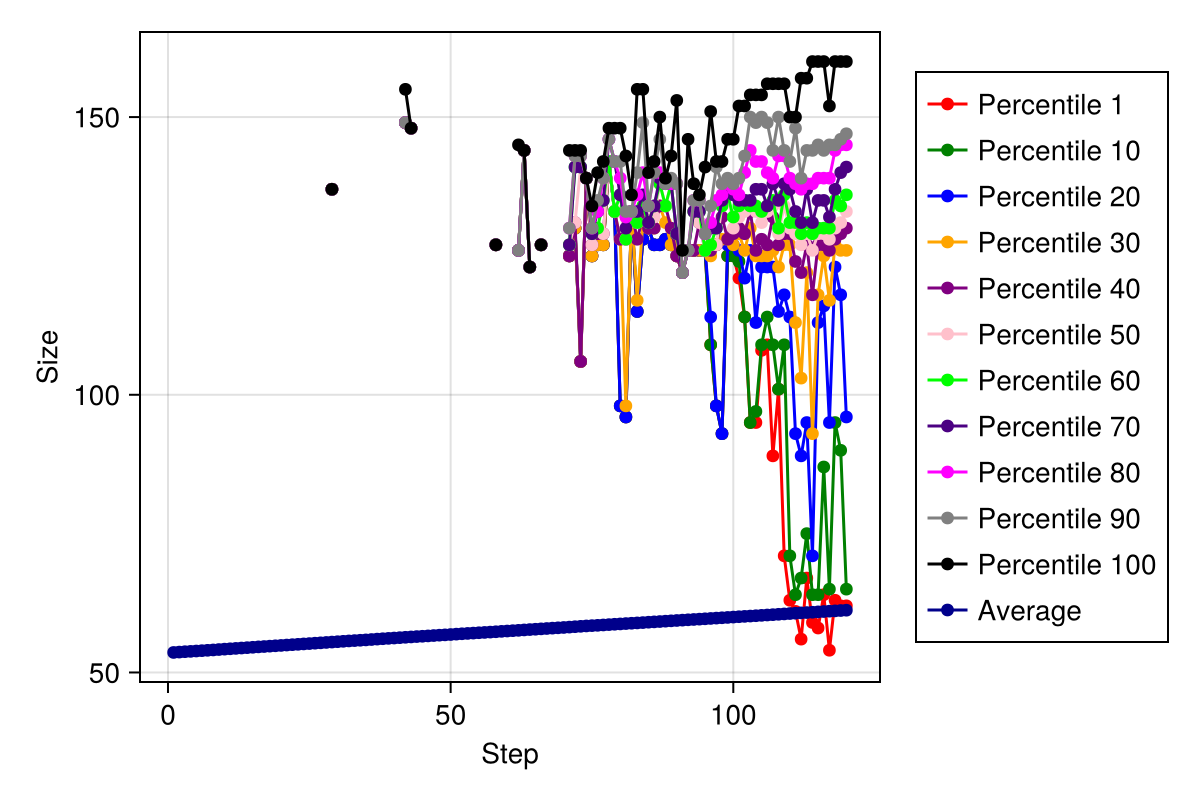 150
100
50
0
50
100
Size
Step
Percentile 1
Percentile 10
Percentile 20
Percentile 30
Percentile 40
Percentile 50
Percentile 60
Percentile 70
Percentile 80
Percentile 90
Percentile 100
Average